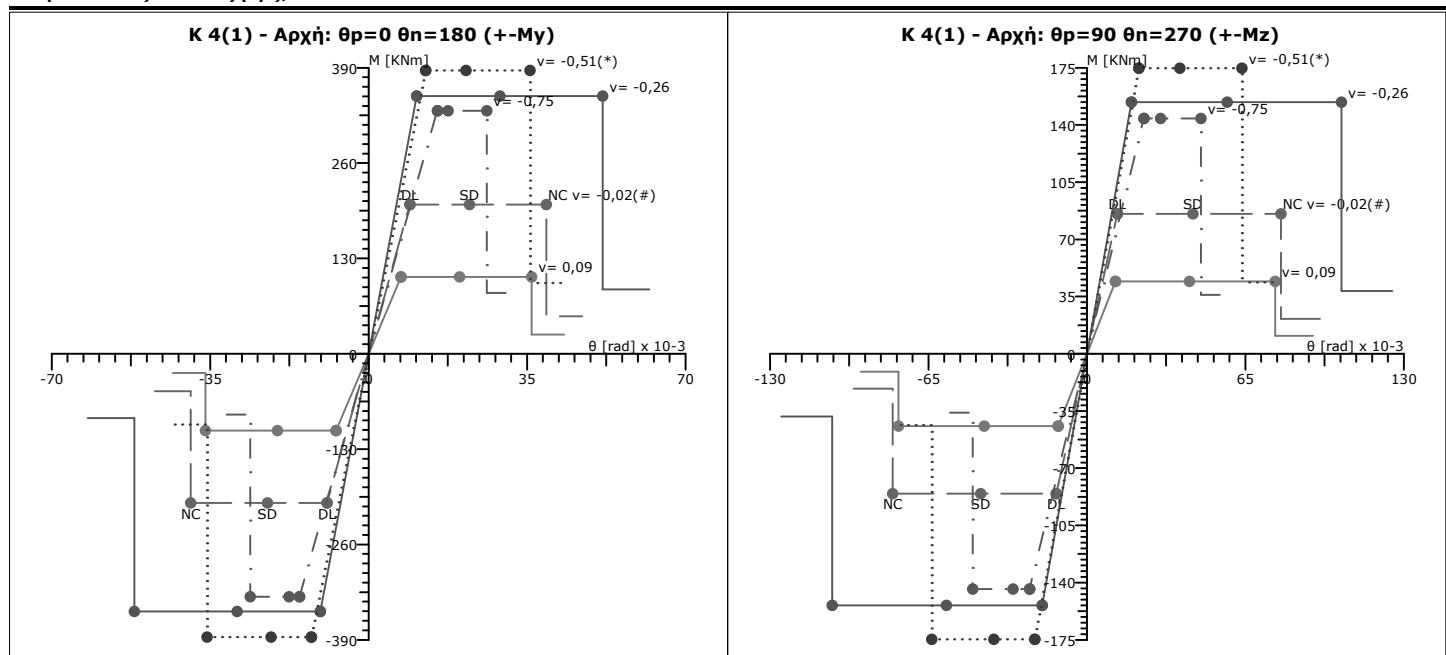 K 4(1) - Αρχή: θp=0 θn=180 (+-My)
M [KNm]
390
260
130
0
-130
-260
-390
-70
-35
0
35
70
θ [rad] x 10-3
v= -0,51(*)
v= -0,26
v= -0,75
DL
SD
NC v= -0,02(#)
v= 0,09
NC
SD
DL
K 4(1) - Αρχή: θp=90 θn=270 (+-Mz)
M [KNm]
175
140
105
70
35
0
-35
-70
-105
-140
-175
-130
-65
0
65
130
θ [rad] x 10-3
v= -0,51(*)
v= -0,26
v= -0,75
DL
SD
NC v= -0,02(#)
v= 0,09
NC
SD
DL